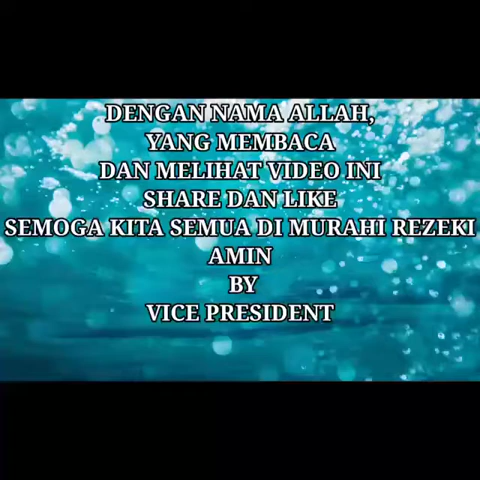 DENGAN NAMA ALLAH,
YANG MEMBACA
DAN MELIHAT VIDEO INI
SHARE DAN LIKE
SEMOGA KITA SEMUA DI MURAHI REZEKI
AMIN
BY
VICE PRESIDENT